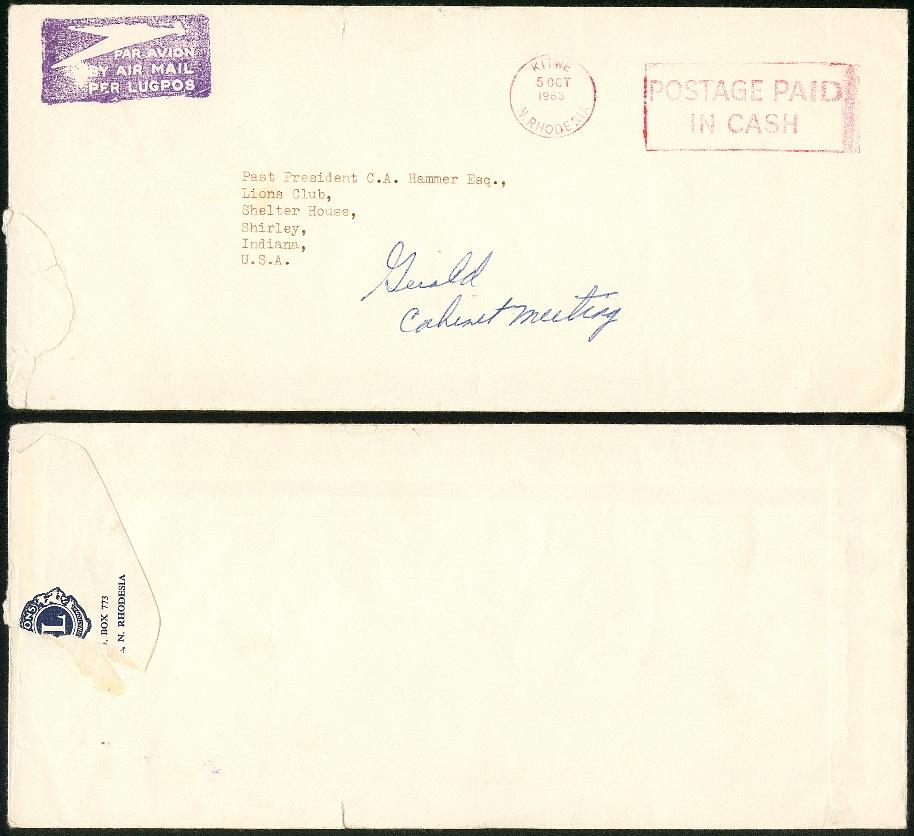 PAR AVION
BY AIR MAIL
PER LUGPOS
KITWE
5 OCT
1963
N. RHODESIA
POSTAGE PAID
IN CASH
Past President C.A. Hammer Esq.,
Lions Club,
Shelter House,
Shirley,
Indiana,
U.S.A.
Gerald
Cabinet Meeting
L
BOX 773
N. RHODESIA